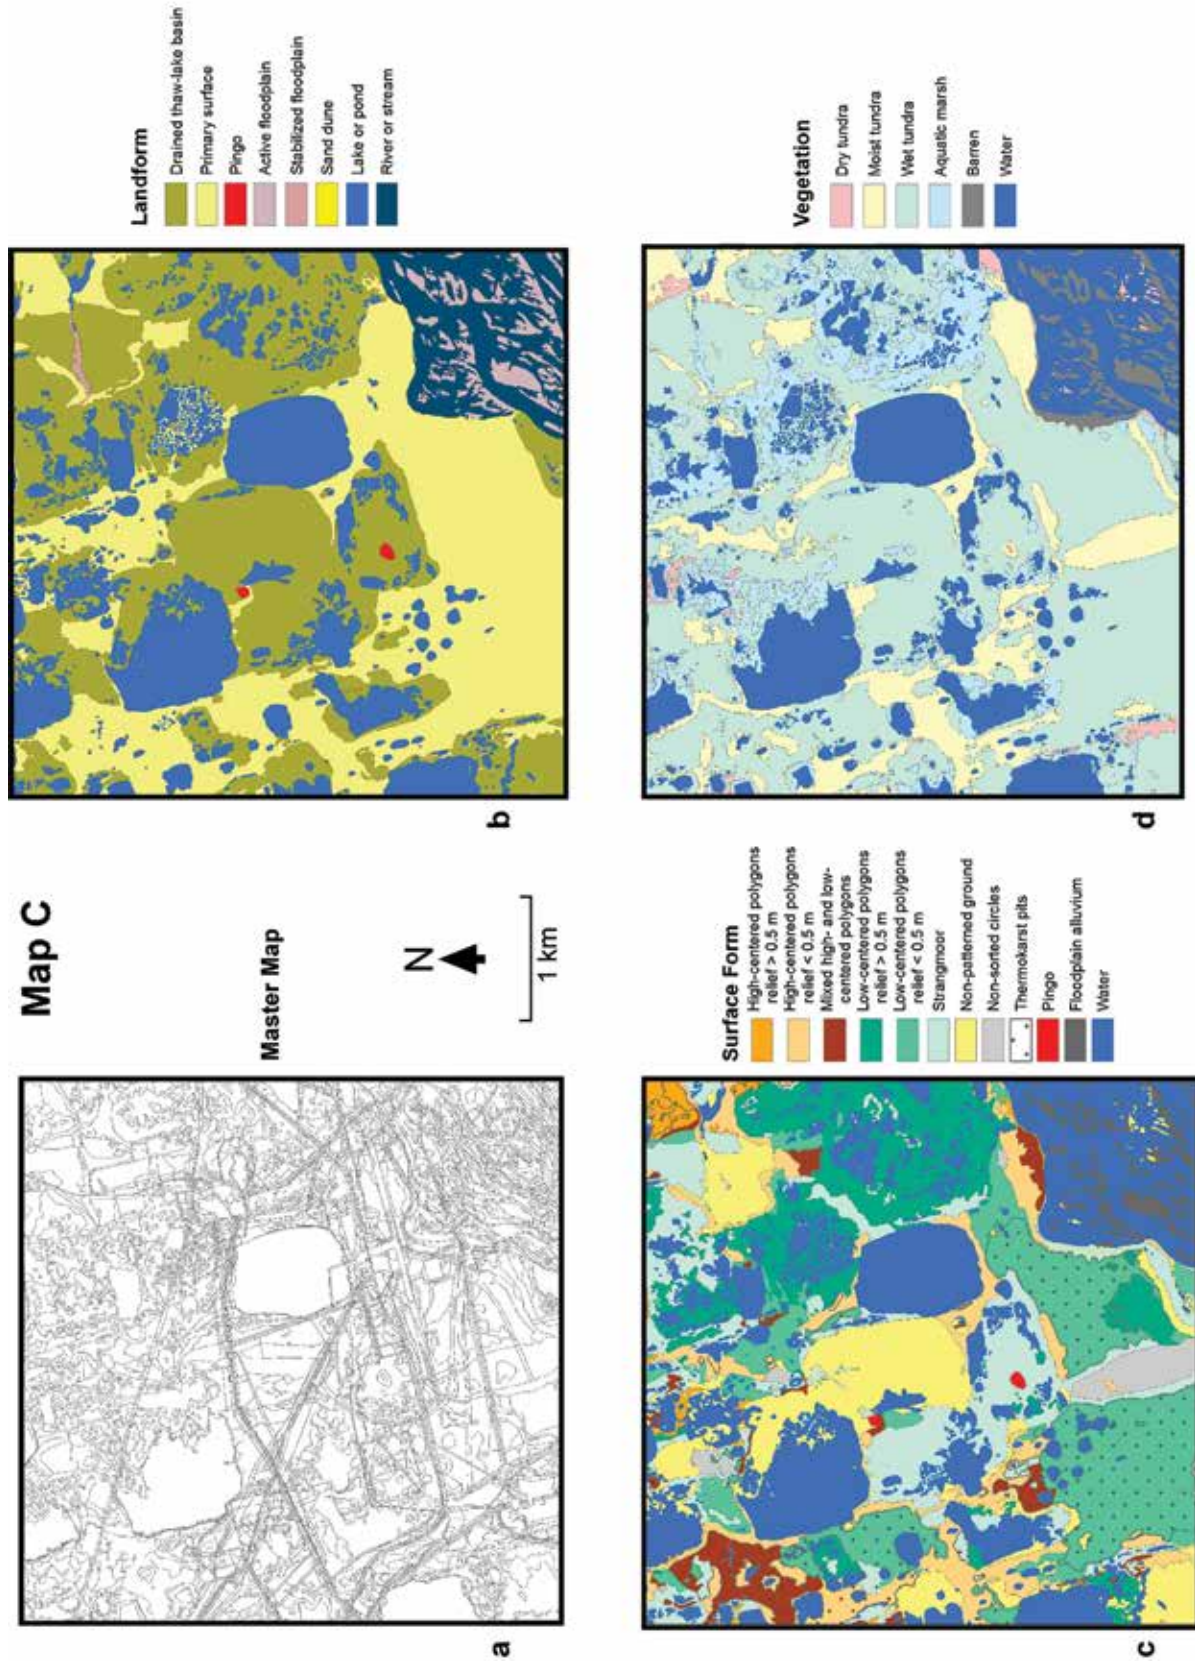 Map C
Master Map
N
1 km
a
Landform
Drained thaw-lake basin
Primary surface
Pingo
Active floodplain
Stabilized floodplain
Sand dune
Lake or pond
River or stream
b
Surface Form
High-centered polygons
relief > 0.5 m
High-centered polygons
relief < 0.5 m
Mixed high- and low-
centered polygons
Low-centered polygons
relief > 0.5 m
Low-centered polygons
relief < 0.5 m
Strangmoor
Non-patterned ground
Non-sorted circles
Thermokarst pits
Pingo
Floodplain alluvium
Water
c
Vegetation
Dry tundra
Moist tundra
Wet tundra
Aquatic marsh
Barren
Water
d